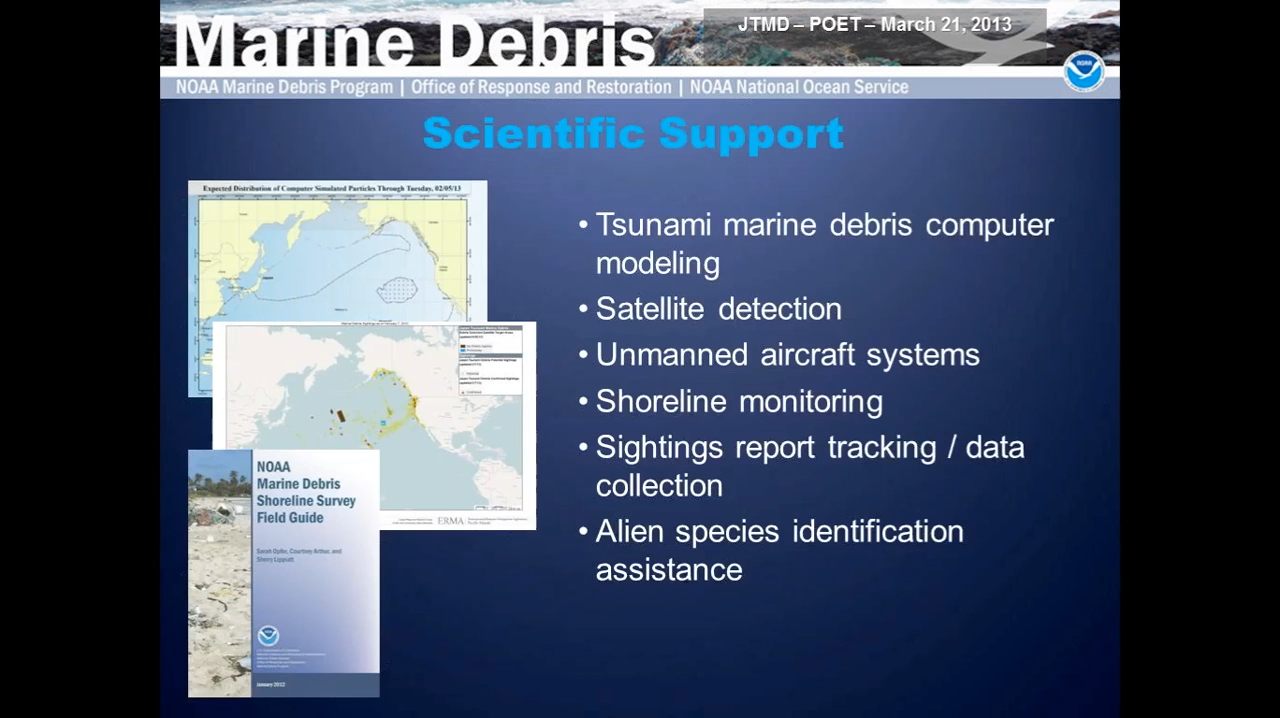 Marine Debris
JTMD – POET – March 21, 2013
NOAA Marine Debris Program | Office of Response and Restoration | NOAA National Ocean Service
NOAA
Scientific Support
Expected Distribution of Computer Simulated Particles Through Tuesday, 02/05/13
• Tsunami marine debris computer
modeling
• Satellite detection
• Unmanned aircraft systems
• Shoreline monitoring
• Sightings report tracking / data
collection
• Alien species identification
assistance
ERMA
NOAA
Marine Debris
Shoreline Survey
Field Guide
Sarah Opfer, Courtney Arthur, and
Sherry Lippiatt
January 2012